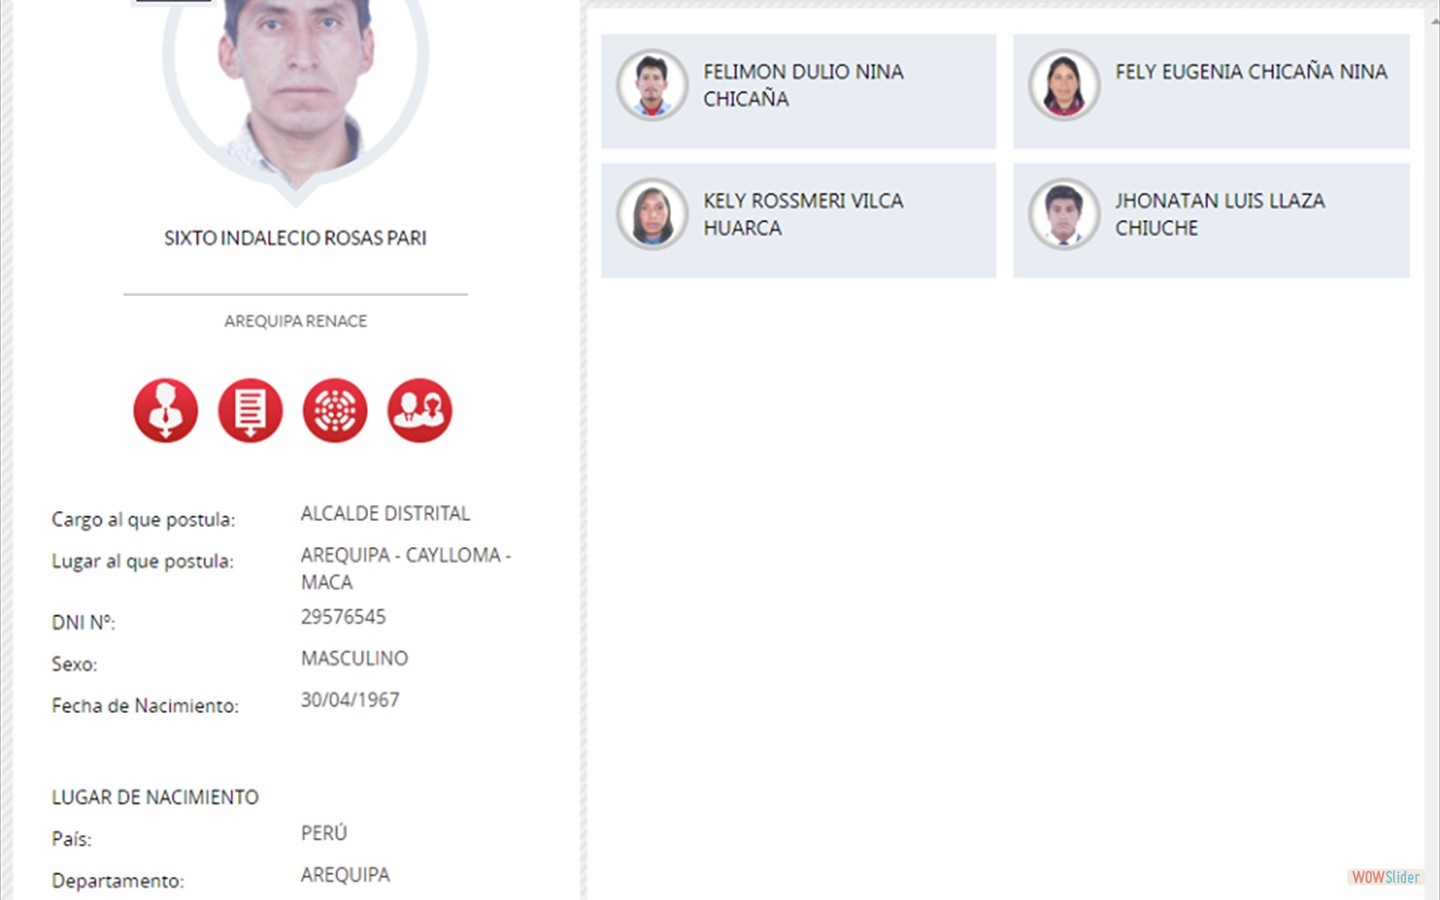 SIXTO INDALECIO ROSAS PARI
AREQUIPA RENACE
Cargo al que postula: ALCALDE DISTRITAL
Lugar al que postula: AREQUIPA - CAYLLOMA -
MACA
DNI Nº: 29576545
Sexo: MASCULINO
Fecha de Nacimiento: 30/04/1967
LUGAR DE NACIMIENTO
País: PERÚ
Departamento: AREQUIPA
FELIMON DULIO NINA
CHICAÑA
FELY EUGENIA CHICAÑA NINA
KELY ROSSMERI VILCA
HUARCA
JHONATAN LUIS LLAZA
CHIUCHE
WOWSlider